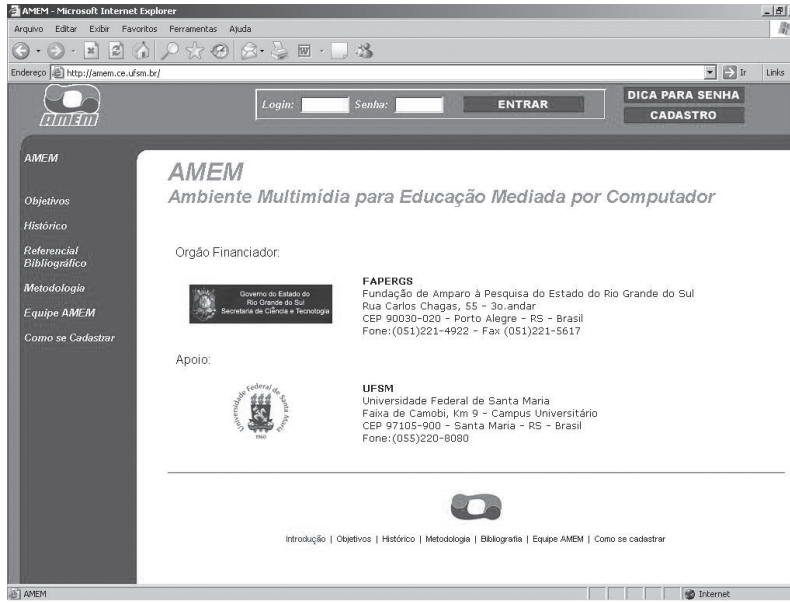 AMEM - Microsoft Internet Explorer
Arquivo Editar Exibir Favoritos Ferramentas Ajuda
Endereço http://amem.ce.ufsm.br/ Ir Links
amem
Login: Senha: ENTRAR
DICA PARA SENHA
CADASTRO
AMEM
Objetivos
Histórico
Referencial
Bibliográfico
Metodologia
Equipe AMEM
Como se Cadastrar
AMEM
Ambiente Multimídia para Educação Mediada por Computador
Orgão Financiador:
Governo do Estado do
Rio Grande do Sul
Secretaria de Ciência e Tecnologia
FAPERGS
Fundação de Amparo à Pesquisa do Estado do Rio Grande do Sul
Rua Carlos Chagas, 55 - 3o.andar
CEP 90030-020 - Porto Alegre - RS - Brasil
Fone:(051)221-4922 - Fax (051)221-5617
Apoio:
Universidade Federal de Santa Maria
1960
UFSM
Universidade Federal de Santa Maria
Faixa de Camobi, Km 9 - Campus Universitário
CEP 97105-900 - Santa Maria - RS - Brasil
Fone:(055)220-8080
Introdução | Objetivos | Histórico | Metodologia | Bibliografia | Equipe AMEM | Como se cadastrar
AMEM
Internet